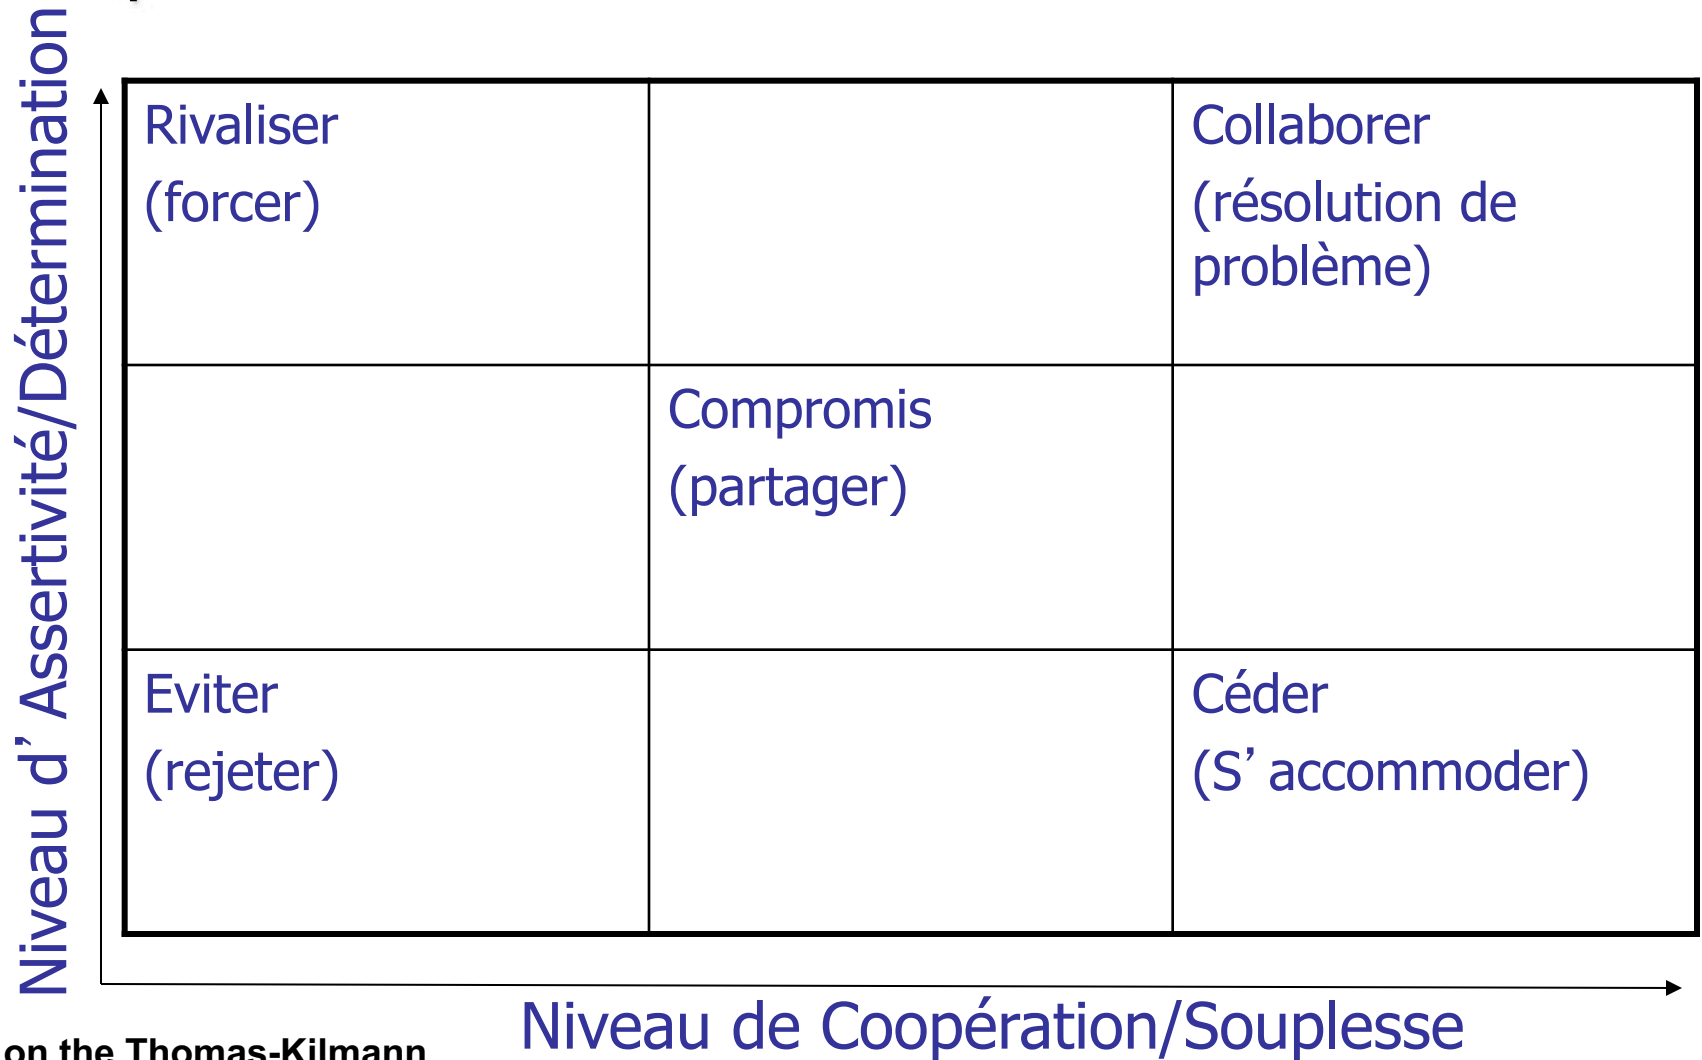 Niveau d’ Assertivité/Détermination
Rivaliser
(forcer)
Collaborer
(résolution de
problème)
Compromis
(partager)
Eviter
(rejeter)
Céder
(S’ accommoder)
Niveau de Coopération/Souplesse
on the Thomas-Kilmann